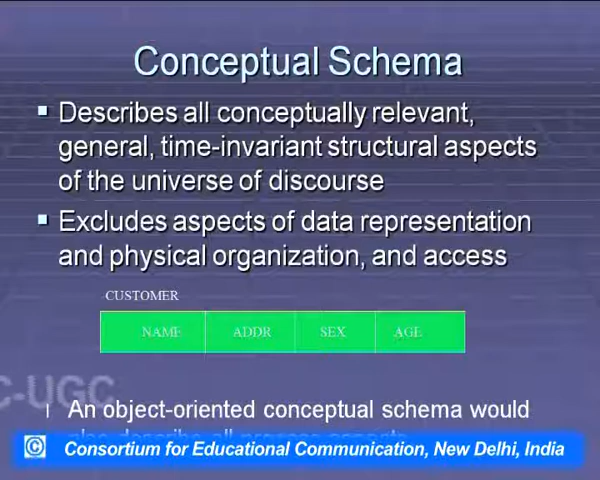 Conceptual Schema
Describes all conceptually relevant,
general, time-invariant structural aspects
of the universe of discourse
Excludes aspects of data representation
and physical organization, and access
CUSTOMER
NAME ADDR SEX AGE
C-UGC
An object-oriented conceptual schema would
© Consortium for Educational Communication, New Delhi, India